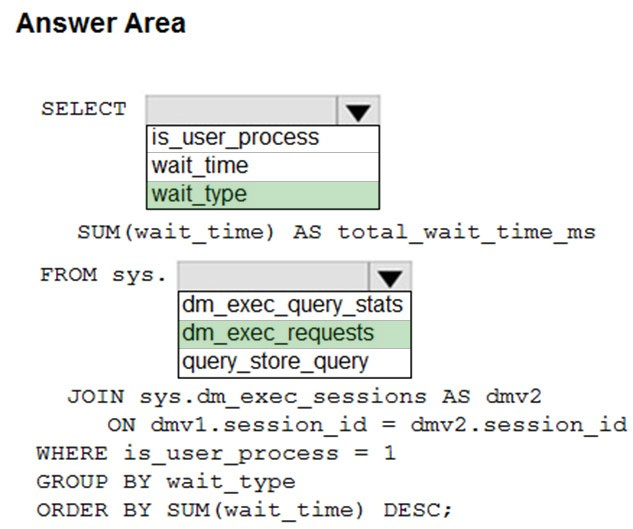 Answer Area
SELECT
is_user_process
wait_time
wait_type
SUM(wait_time) AS total_wait_time_ms
FROM sys.
dm_exec_query_stats
dm_exec_requests
query_store_query
JOIN sys.dm_exec_sessions AS dmv2
ON dmv1.session_id = dmv2.session_id
WHERE is_user_process = 1
GROUP BY wait_type
ORDER BY SUM(wait_time) DESC;